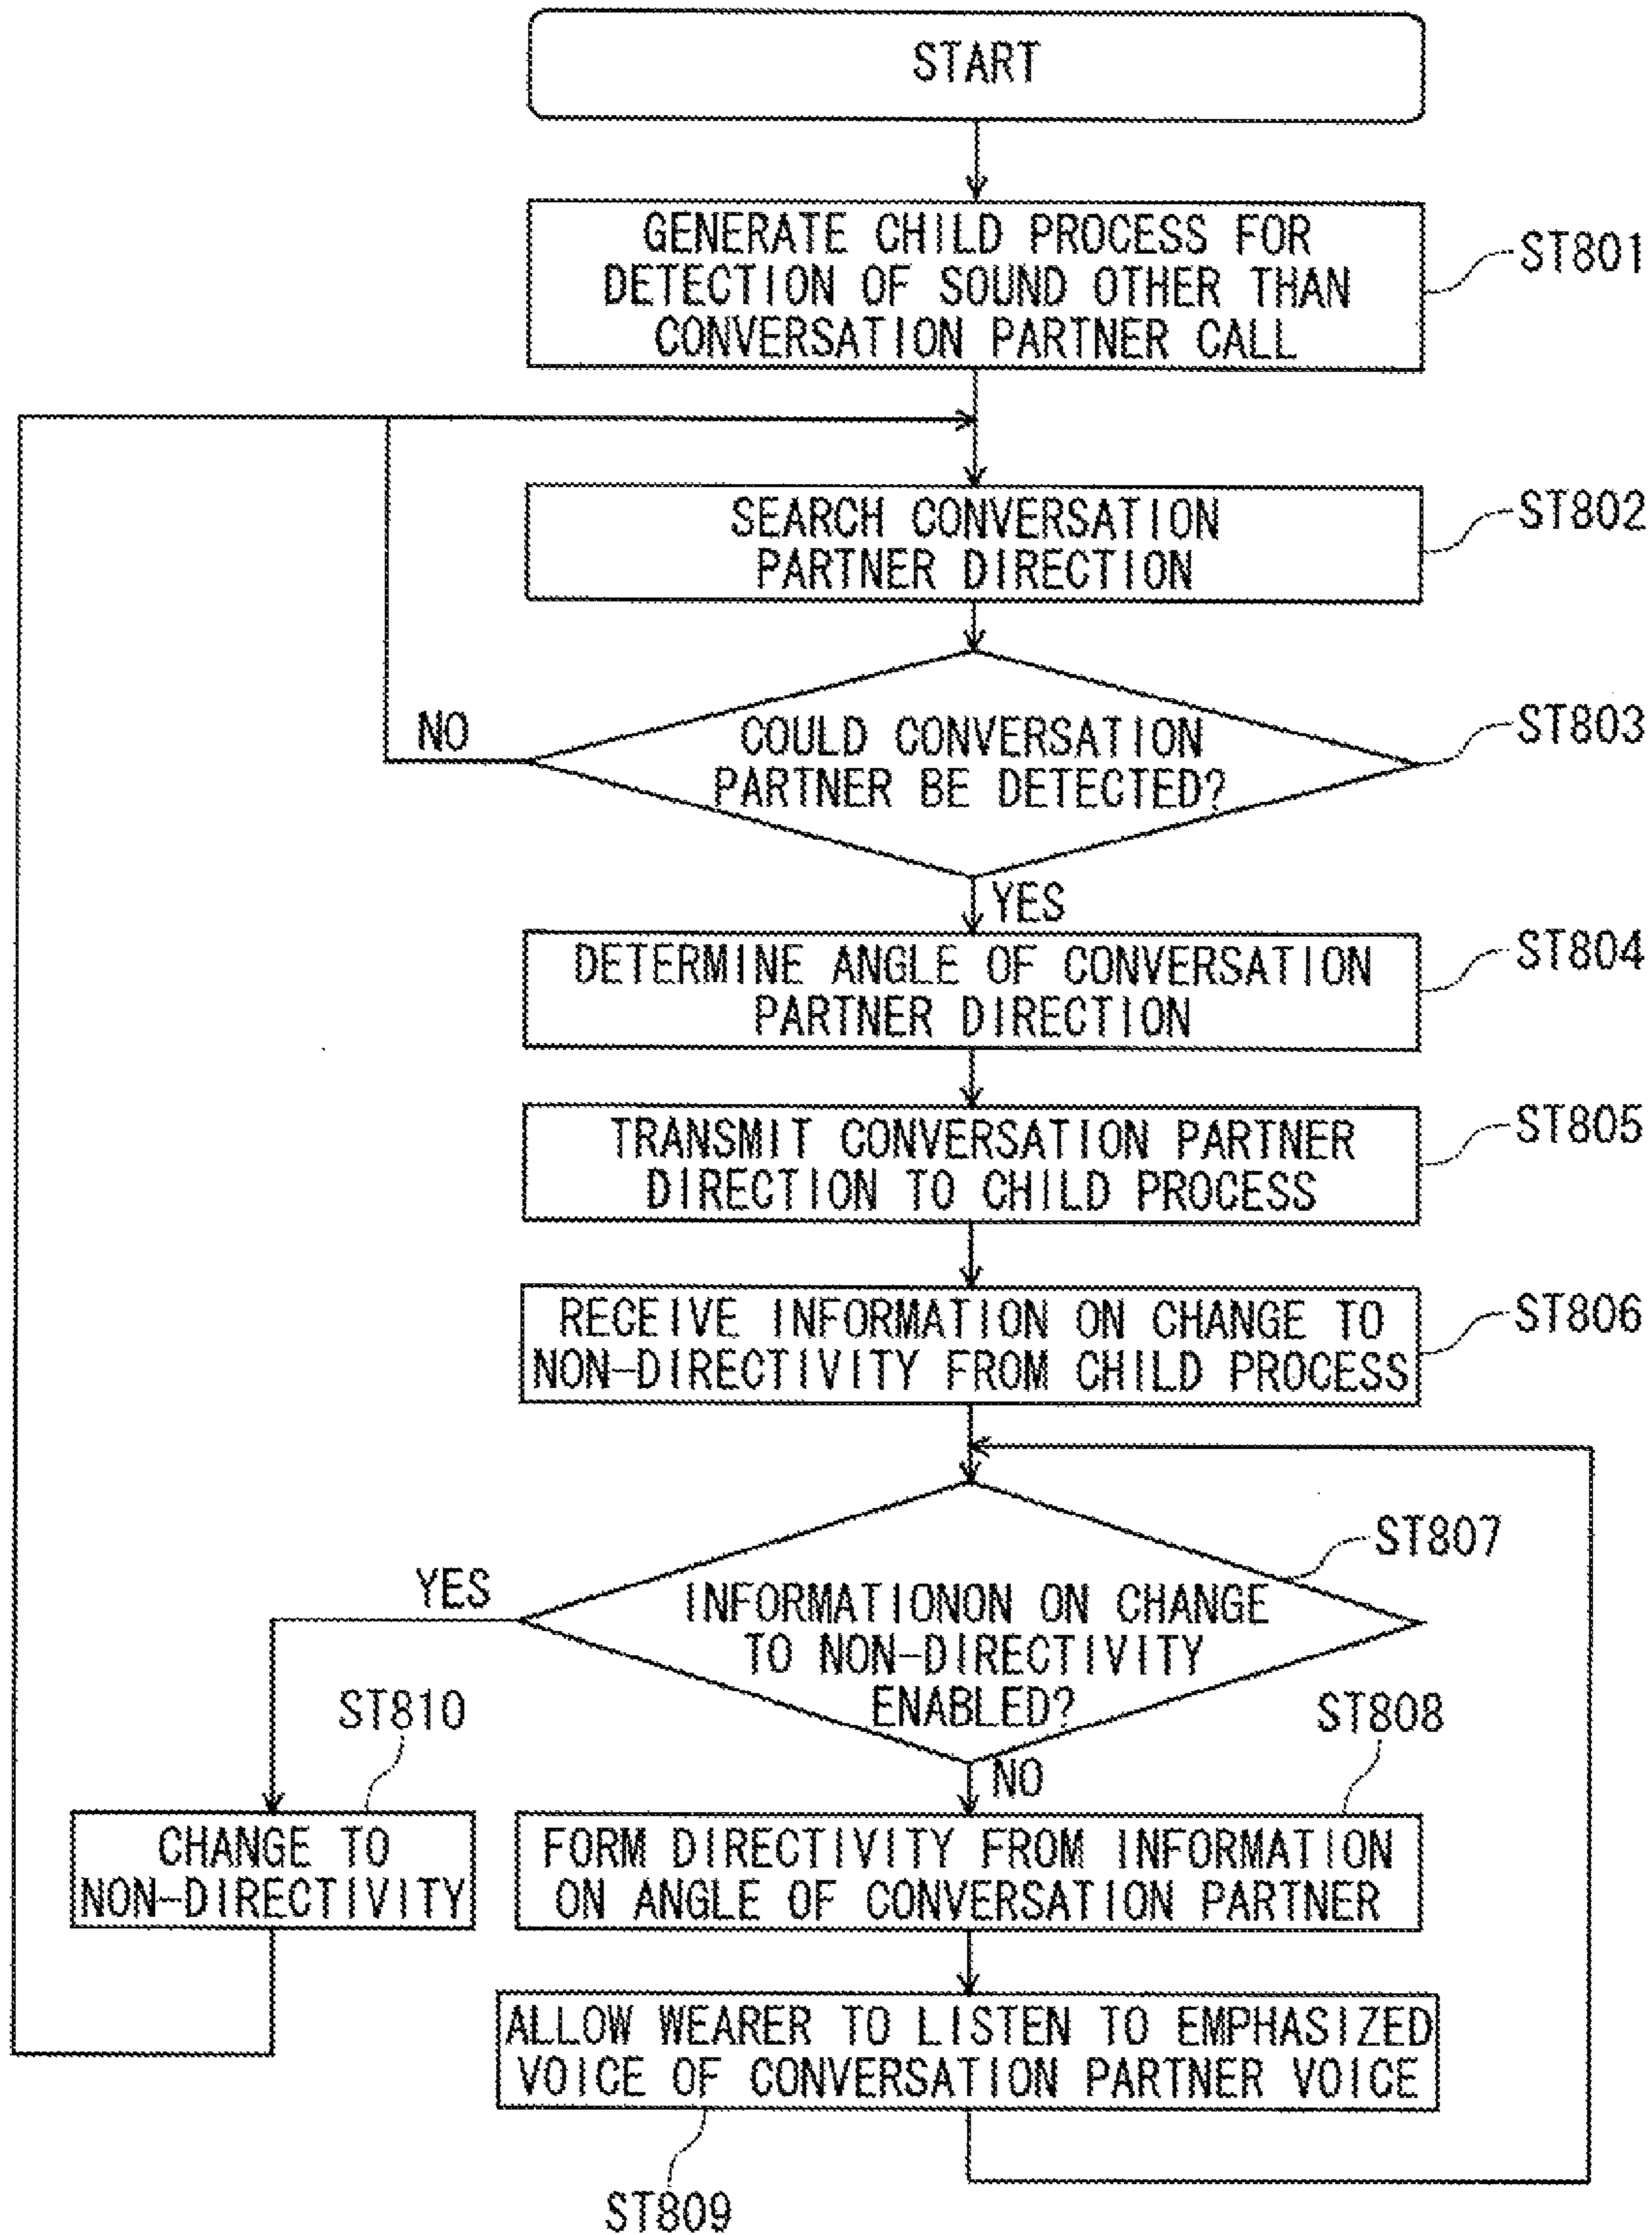 START
GENERATE CHILD PROCESS FOR
DETECTION OF SOUND OTHER THAN
CONVERSATION PARTNER CALL
ST801
SEARCH CONVERSATION
PARTNER DIRECTION
ST802
NO
COULD CONVERSATION
PARTNER BE DETECTED?
ST803
YES
DETERMINE ANGLE OF CONVERSATION
PARTNER DIRECTION
ST804
TRANSMIT CONVERSATION PARTNER
DIRECTION TO CHILD PROCESS
ST805
RECEIVE INFORMATION ON CHANGE TO
NON-DIRECTIVITY FROM CHILD PROCESS
ST806
YES
INFORMATIONON ON CHANGE
TO NON-DIRECTIVITY
ENABLED?
ST807
ST810
NO
ST808
CHANGE TO
NON-DIRECTIVITY
FORM DIRECTIVITY FROM INFORMATION
ON ANGLE OF CONVERSATION PARTNER
ALLOW WEARER TO LISTEN TO EMPHASIZED
VOICE OF CONVERSATION PARTNER VOICE
ST809